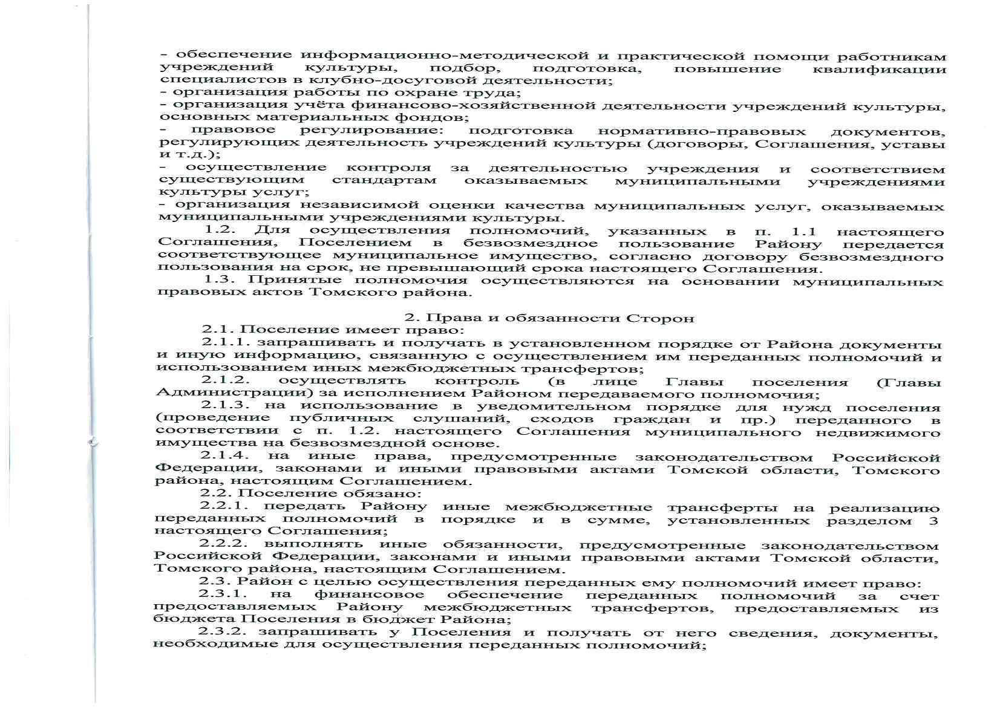 - обеспечение информационно-методической и практической помощи работникам
учреждений культуры, подбор, подготовка, повышение квалификации
специалистов в клубно-досуговой деятельности;
- организация работы по охране труда;
- организация учёта финансово-хозяйственной деятельности учреждений культуры,
основных материальных фондов;
- правовое регулирование: подготовка нормативно-правовых документов,
регулирующих деятельность учреждений культуры (договоры, Соглашения, уставы
и т.д.);
- осуществление контроля за деятельностью учреждения и соответствием
существующим стандартам оказываемых муниципальными учреждениями
культуры услуг;
- организация независимой оценки качества муниципальных услуг, оказываемых
муниципальными учреждениями культуры.
1.2. Для осуществления полномочий, указанных в п. 1.1 настоящего
Соглашения, Поселением в безвозмездное пользование Району передается
соответствующее муниципальное имущество, согласно договору безвозмездного
пользования на срок, не превышающий срока настоящего Соглашения.
1.3. Принятые полномочия осуществляются на основании муниципальных
правовых актов Томского района.
2. Права и обязанности Сторон
2.1. Поселение имеет право:
2.1.1. запрашивать и получать в установленном порядке от Района документы
и иную информацию, связанную с осуществлением им переданных полномочий и
использованием иных межбюджетных трансфертов;
2.1.2. осуществлять контроль (в лице Главы поселения (Главы
Администрации) за исполнением Районом передаваемого полномочия;
2.1.3. на использование в уведомительном порядке для нужд поселения
(проведение публичных слушаний, сходов граждан и пр.) переданного в
соответствии с п. 1.2. настоящего Соглашения муниципального недвижимого
имущества на безвозмездной основе.
2.1.4. на иные права, предусмотренные законодательством Российской
Федерации, законами и иными правовыми актами Томской области, Томского
района, настоящим Соглашением.
2.2. Поселение обязано:
2.2.1. передать Району иные межбюджетные трансферты на реализацию
переданных полномочий в порядке и в сумме, установленных разделом 3
настоящего Соглашения;
2.2.2. выполнять иные обязанности, предусмотренные законодательством
Российской Федерации, законами и иными правовыми актами Томской области,
Томского района, настоящим Соглашением.
2.3. Район с целью осуществления переданных ему полномочий имеет право:
2.3.1. на финансовое обеспечение переданных полномочий за счет
предоставляемых Району межбюджетных трансфертов, предоставляемых из
бюджета Поселения в бюджет Района;
2.3.2. запрашивать у Поселения и получать от него сведения, документы,
необходимые для осуществления переданных полномочий;